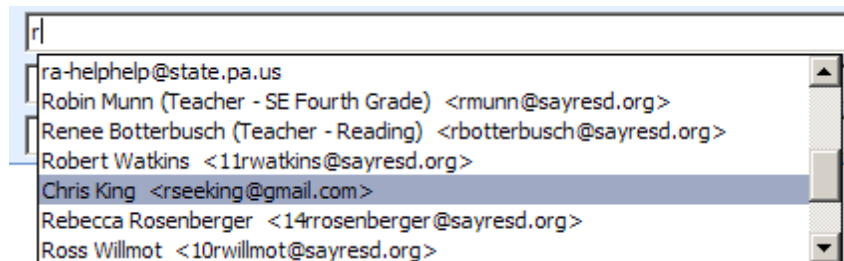 r
ra-helphelp@state.pa.us
Robin Munn (Teacher - SE Fourth Grade) <rmunn@sayresd.org>
Renee Botterbusch (Teacher - Reading) <rbotterbusch@sayresd.org>
Robert Watkins <11rwatkins@sayresd.org>
Chris King <rseeking@gmail.com>
Rebecca Rosenberger <14rrosenberger@sayresd.org>
Ross Willmot <10rwillmot@sayresd.org>